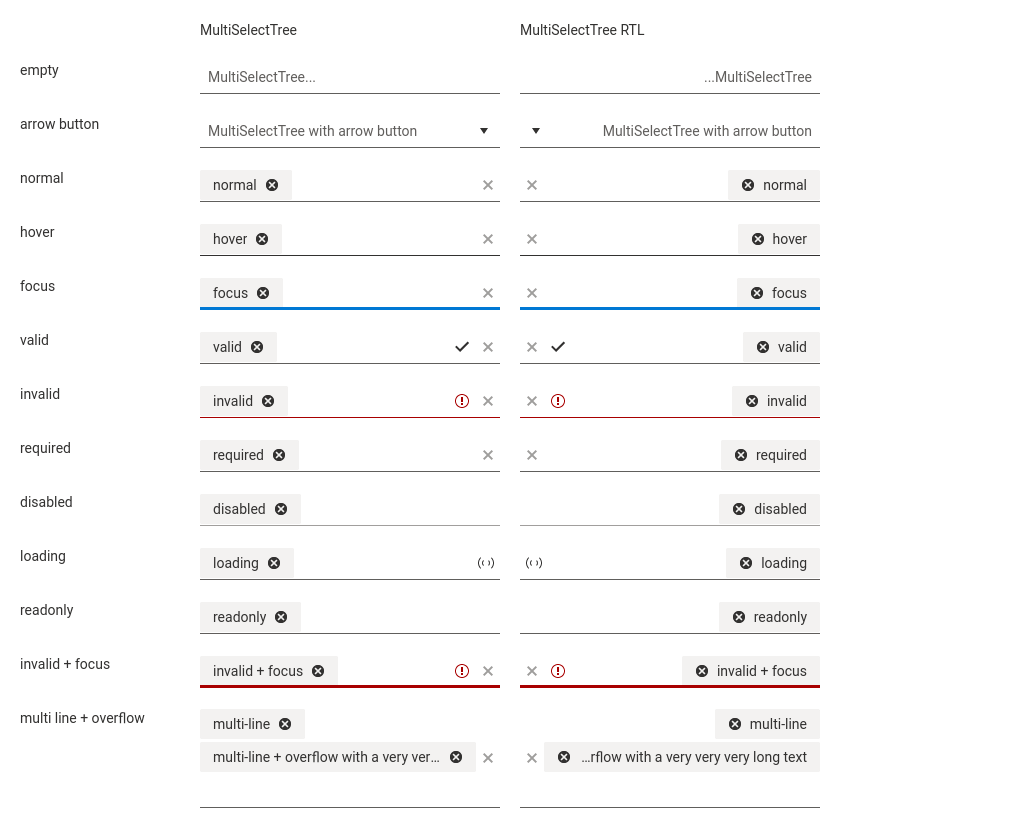 MultiSelectTree MultiSelectTree RTL
empty MultiSelectTree... ...MultiSelectTree
arrow button MultiSelectTree with arrow button MultiSelectTree with arrow button
normal normal normal
hover hover hover
focus focus focus
valid valid valid
invalid invalid invalid
required required required
disabled disabled disabled
loading loading loading
readonly readonly readonly
invalid + focus invalid + focus invalid + focus
multi line + overflow multi-line multi-line
multi-line + overflow with a very ver... ...rflow with a very very very long text